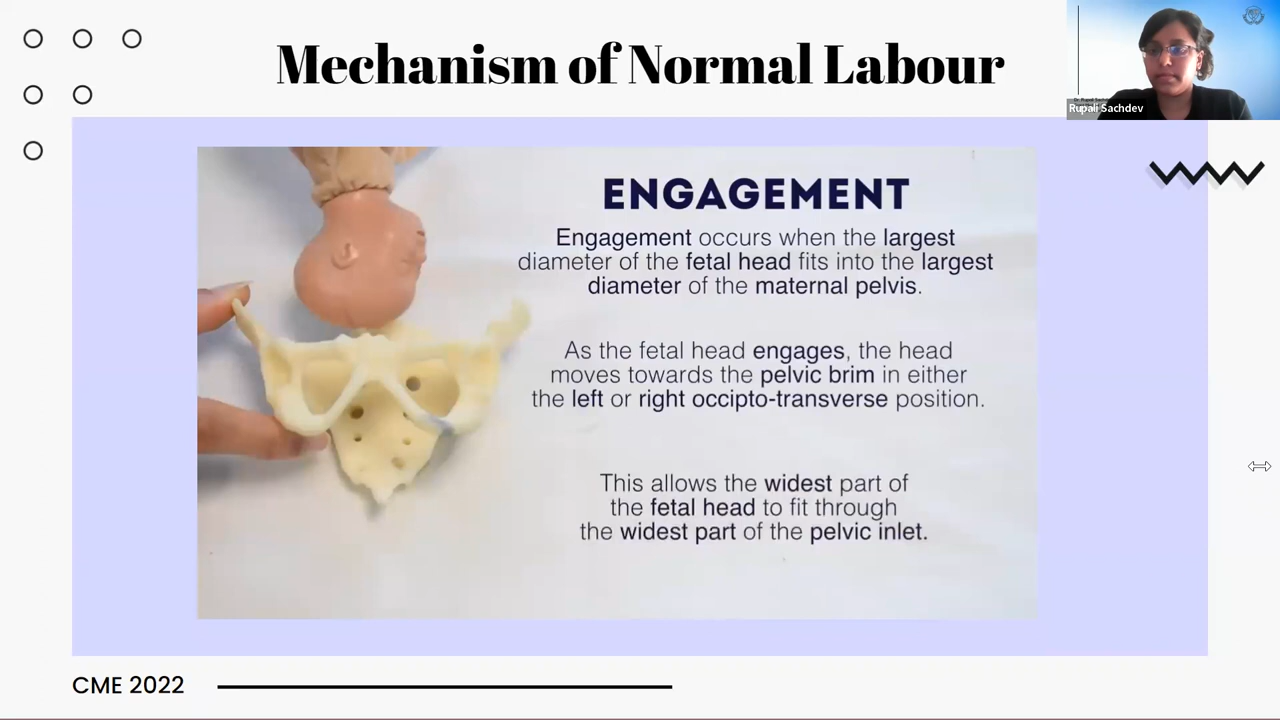 Mechanism of Normal Labour
Rupali Sachdev
ENGAGEMENT
Engagement occurs when the largest
diameter of the fetal head fits into the largest
diameter of the maternal pelvis.
As the fetal head engages, the head
moves towards the pelvic brim in either
the left or right occipto-transverse position.
This allows the widest part of
the fetal head to fit through
the widest part of the pelvic inlet.
CME 2022